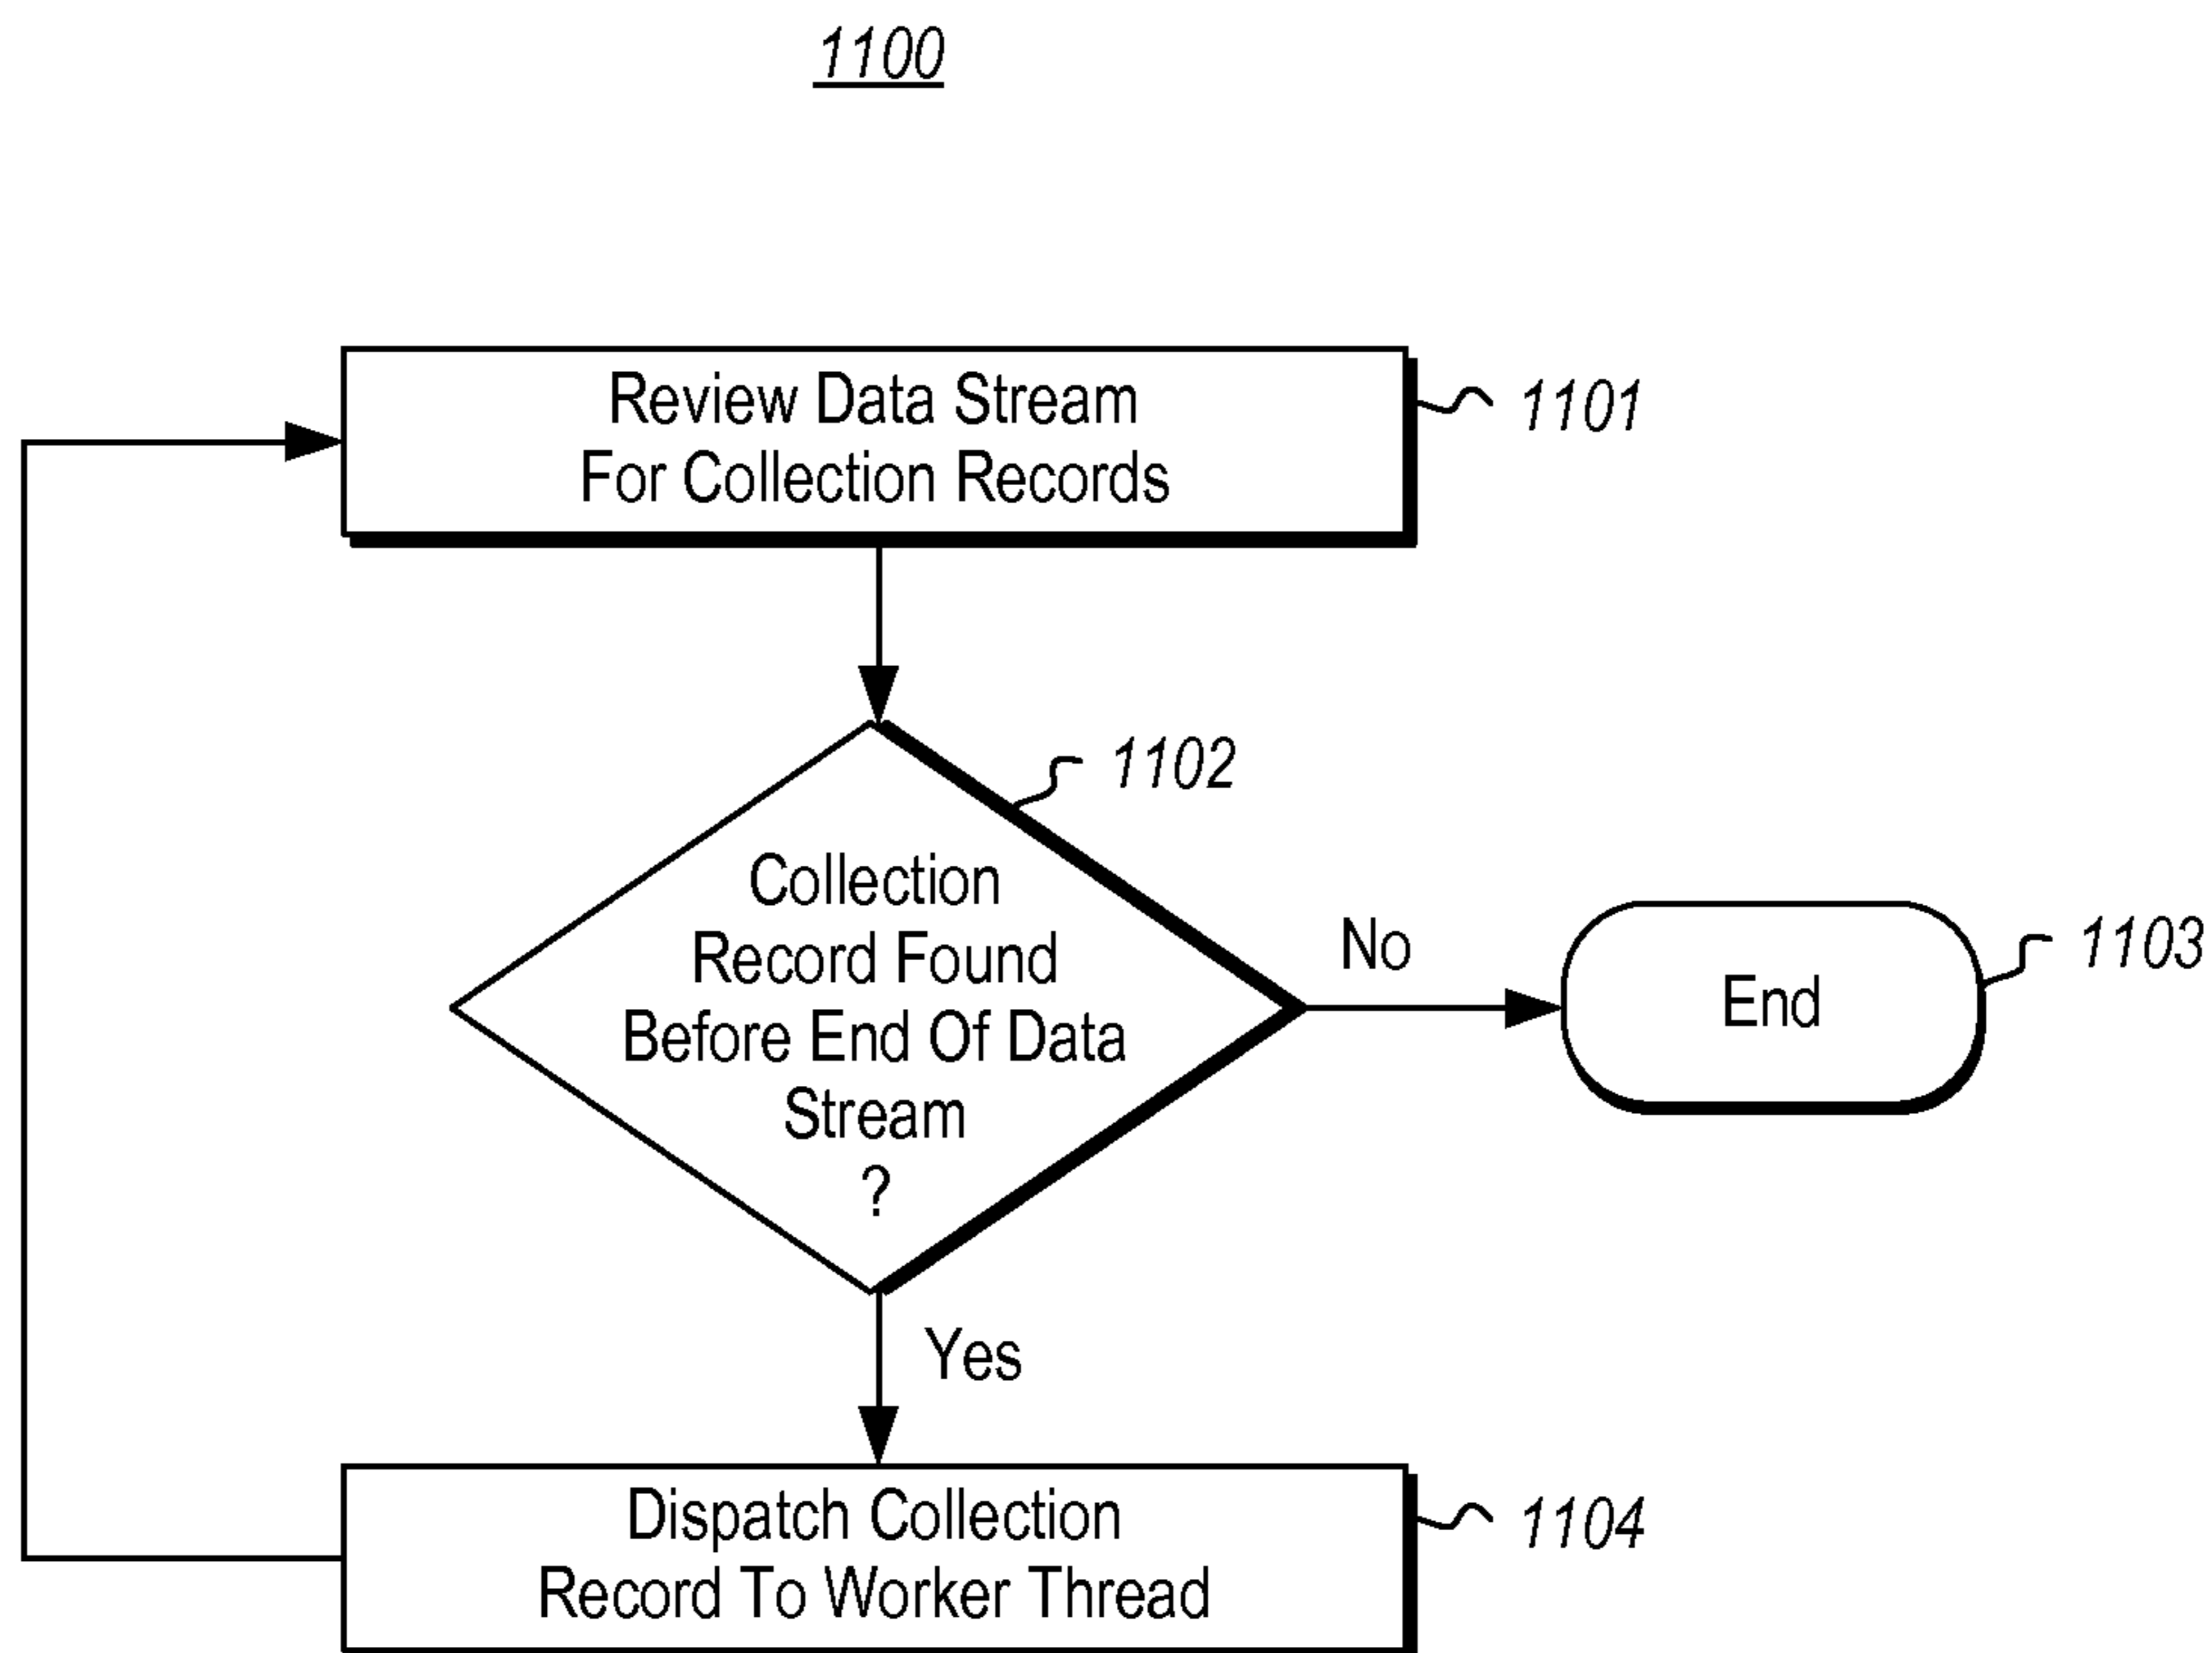 1100
Review Data Stream
For Collection Records
1101
1102
Collection
Record Found
Before End Of Data
Stream
?
No
End
1103
Yes
Dispatch Collection
Record To Worker Thread
1104